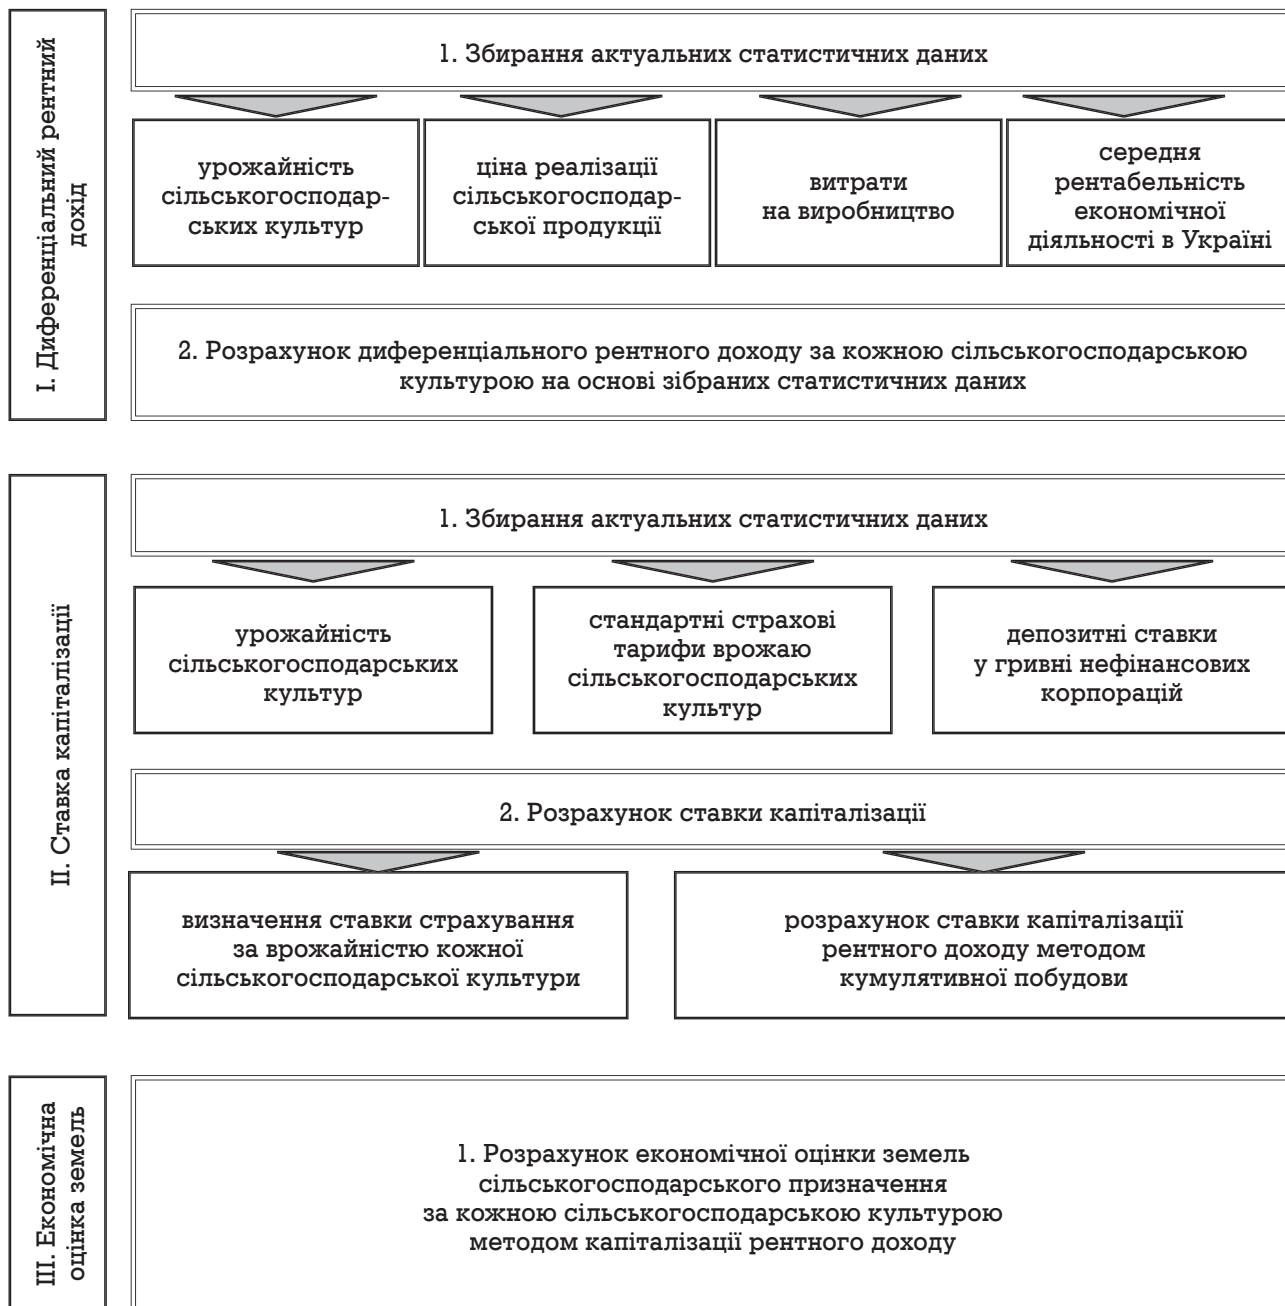 І. Диференціальний рентний
дохід
1. Збирання актуальних статистичних даних
урожайність
сільськогосподар-
ських культур
ціна реалізації
сільськогосподар-
ської продукції
витрати
на виробництво
середня
рентабельність
економічної
діяльності в Україні
2. Розрахунок диференціального рентного доходу за кожною сільськогосподарською
культурою на основі зібраних статистичних даних
ІІ. Ставка капіталізації
1. Збирання актуальних статистичних даних
урожайність
сільськогосподарських
культур
стандартні страхові
тарифи врожаю
сільськогосподарських
культур
депозитні ставки
у гривні нефінансових
корпорацій
2. Розрахунок ставки капіталізації
визначення ставки страхування
за врожайністю кожної
сільськогосподарської культури
розрахунок ставки капіталізації
рентного доходу методом
кумулятивної побудови
ІІІ. Економічна
оцінка земель
1. Розрахунок економічної оцінки земель
сільськогосподарського призначення
за кожною сільськогосподарською культурою
методом капіталізації рентного доходу